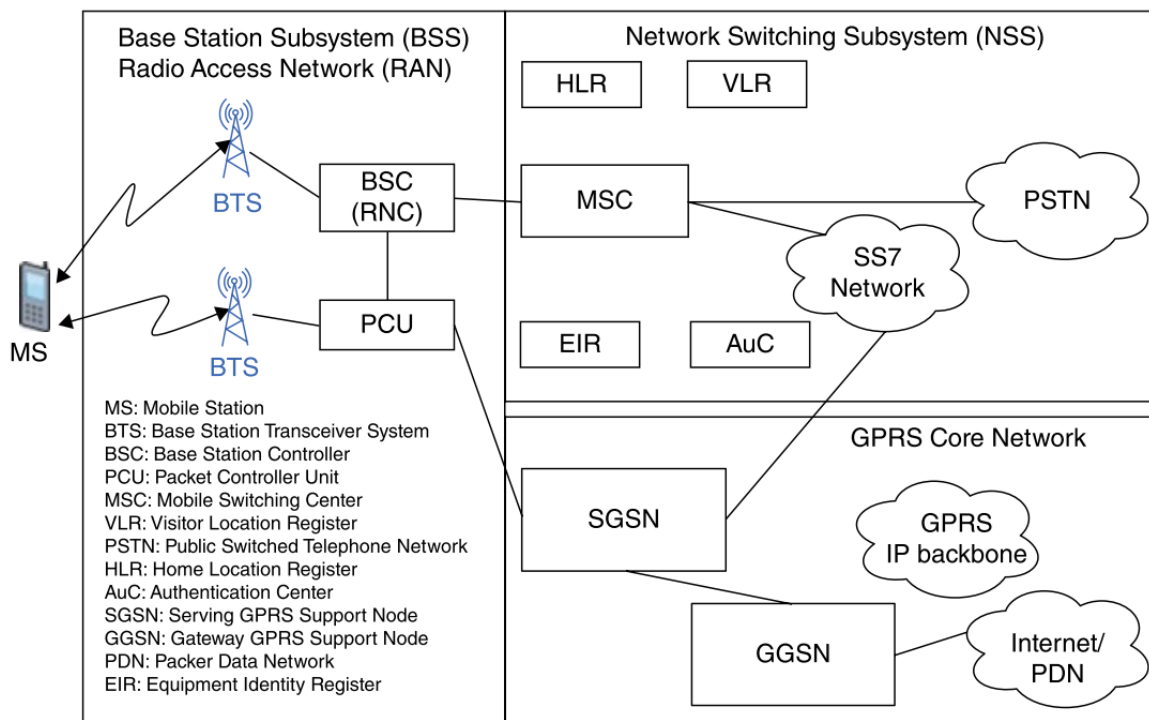 Base Station Subsystem (BSS)
Radio Access Network (RAN)
BTS
BSC
(RNC)
MS
BTS
PCU
MS: Mobile Station
BTS: Base Station Transceiver System
BSC: Base Station Controller
PCU: Packet Controller Unit
MSC: Mobile Switching Center
VLR: Visitor Location Register
PSTN: Public Switched Telephone Network
HLR: Home Location Register
AuC: Authentication Center
SGSN: Serving GPRS Support Node
GGSN: Gateway GPRS Support Node
PDN: Packer Data Network
EIR: Equipment Identity Register
Network Switching Subsystem (NSS)
HLR
VLR
MSC
PSTN
SS7
Network
EIR
AuC
GPRS Core Network
SGSN
GPRS
IP backbone
GGSN
Internet/
PDN